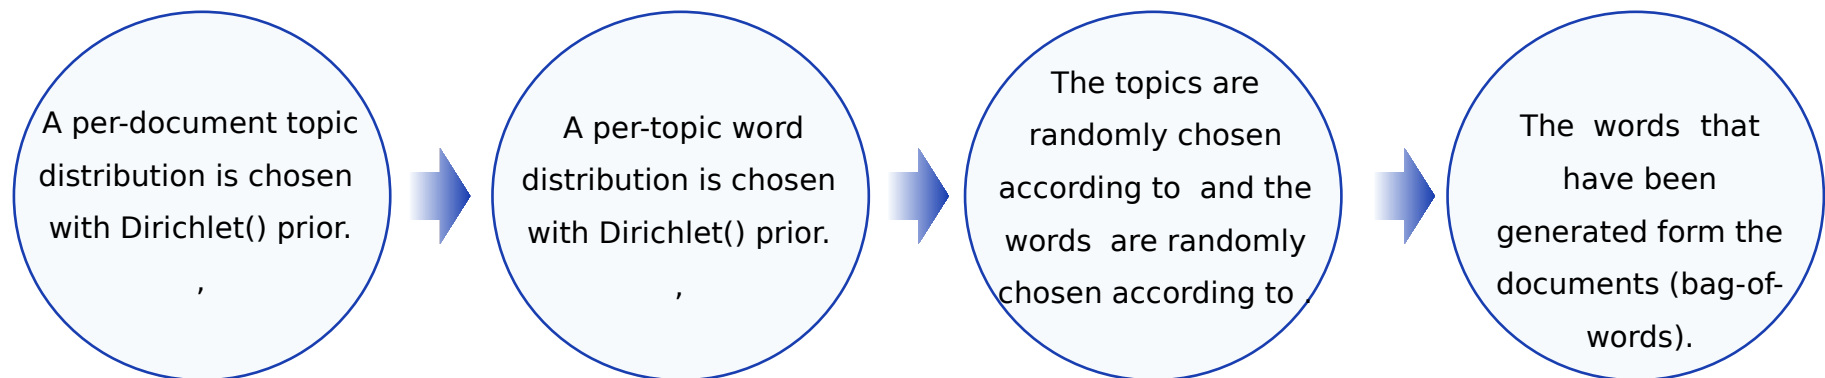 A per-document topic
distribution is chosen
with Dirichlet() prior.
,
A per-topic word
distribution is chosen
with Dirichlet() prior.
,
The topics are
randomly chosen
according to  and the
words  are randomly
chosen according to .
The  words  that
have been
generated form the
documents (bag-of-
words).